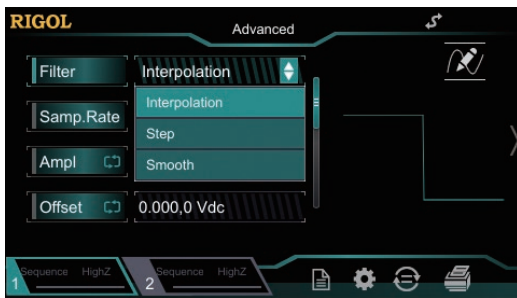 RIGOL
Advanced
Filter Interpolation
Interpolation
Samp.Rate
Step
Ampl Smooth
Offset 0.000,0 Vdc
1 Sequence HighZ
2 Sequence HighZ